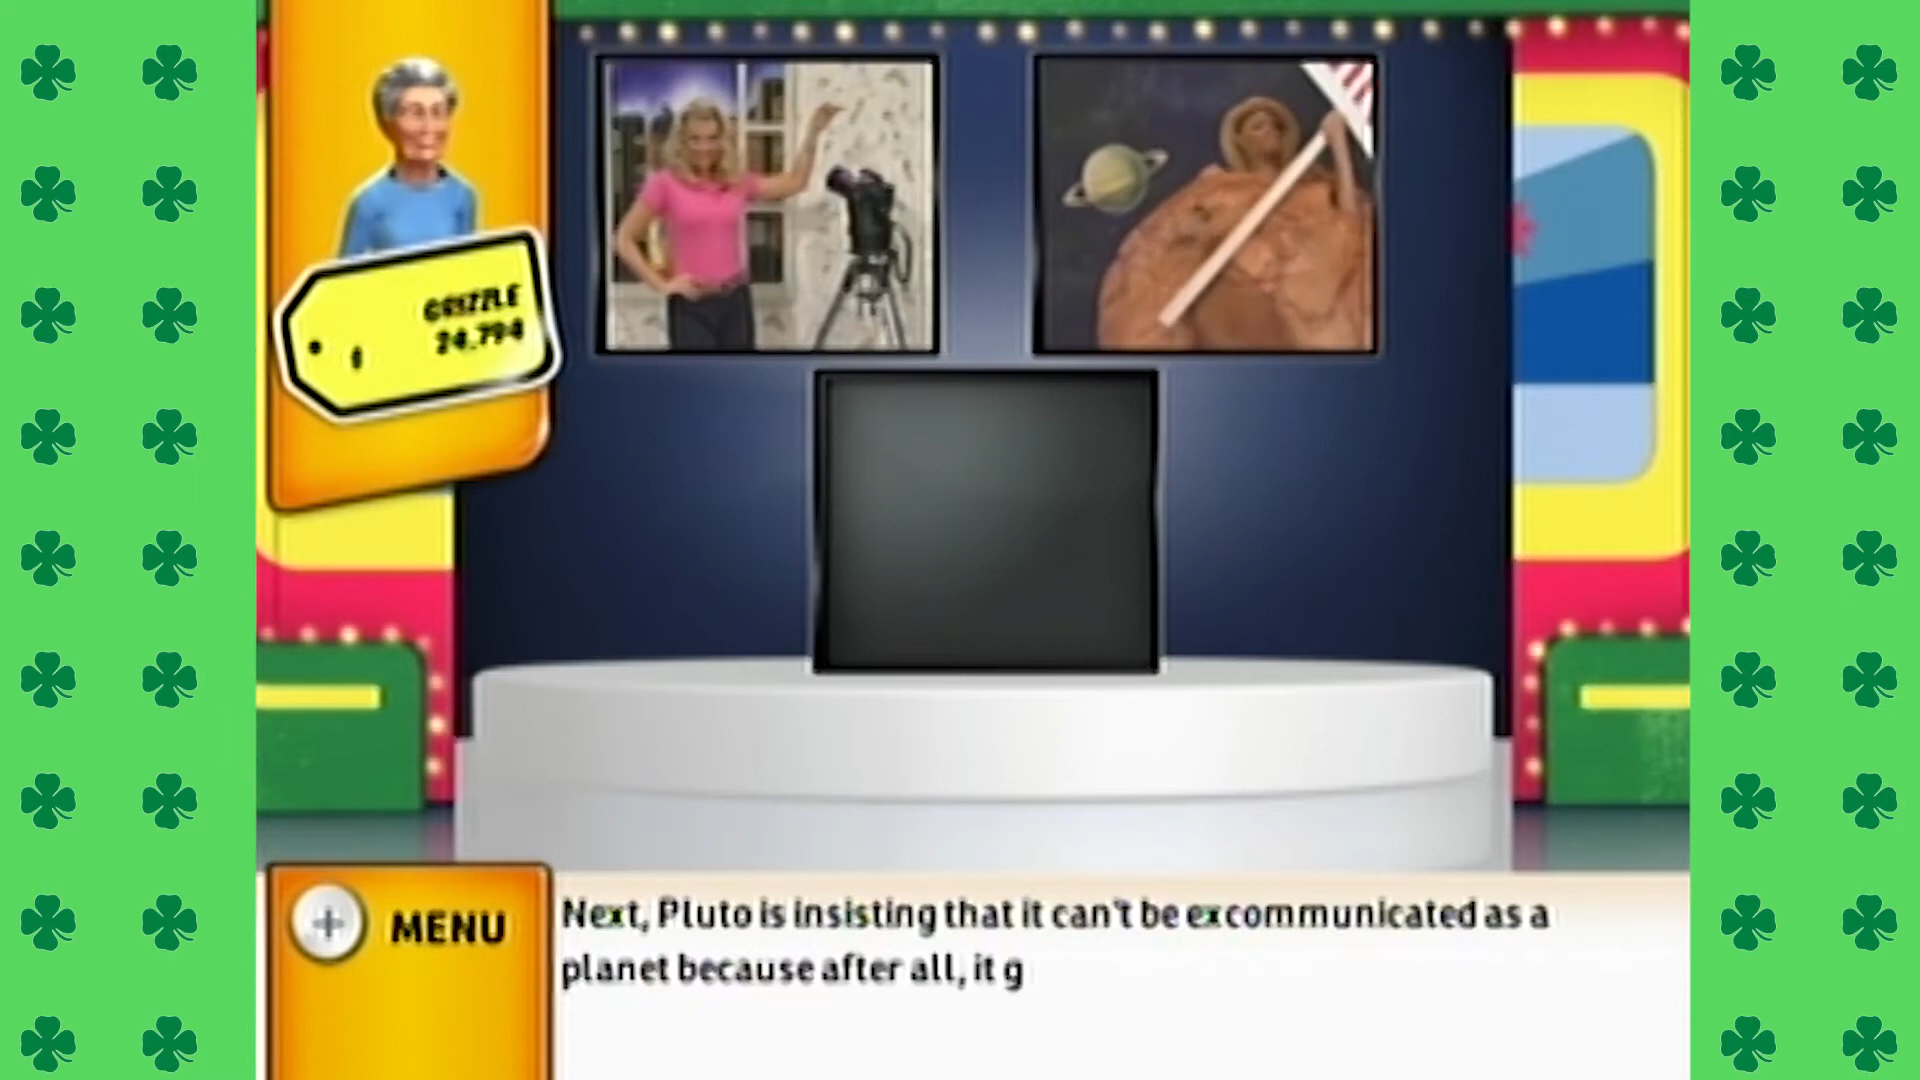 GRIZZLE
24,794
MENU
Next, Pluto is insisting that it can't be excommunicated as a
planet because after all, it g